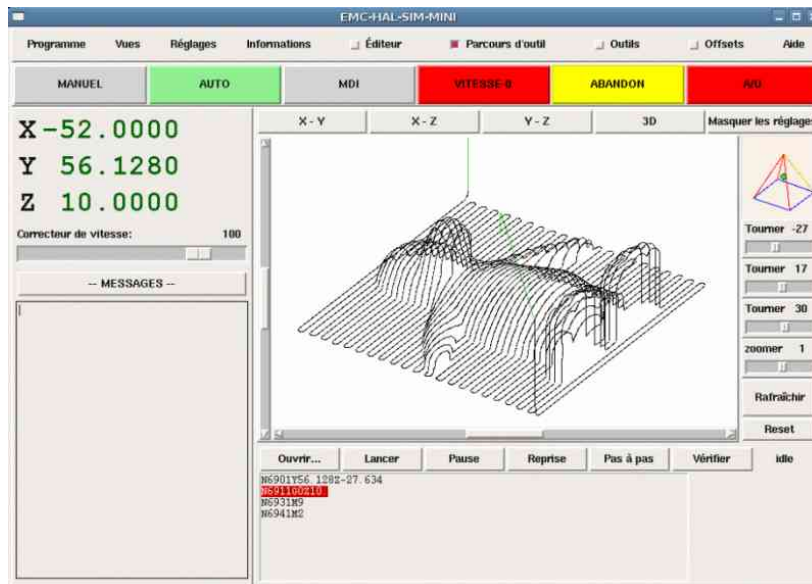 EMC-HAL-SIM-MINI
Programme Vues Réglages Informations Éditeur Parcours d'outil Outils Offsets Aide
MANUEL AUTO MDI VITESSE-0 ABANDON A/U
X -52.0000
Y 56.1280
Z 10.0000
Correcteur de vitesse: 100
-- MESSAGES --
X - Y X - Z Y - Z 3D Masquer les réglages
Tourner -27
Tourner 17
Tourner 30
zoomer 1
Rafraîchir
Reset
Ouvrir... Lancer Pause Reprise Pas à pas Vérifier idle
N6901Y56.128Z-27.634
N6911G0Z10.
N6931M9
N6941M2